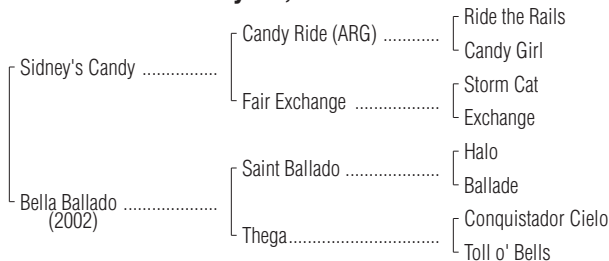 Ride the Rails
Candy Ride (ARG) ............
Candy Girl
Sidney's Candy ................
Storm Cat
Fair Exchange ..................
Exchange
Halo
Saint Ballado ....................
Ballade
Bella Ballado ....................
(2002)
Conquistador Cielo
Thega................................
Toll o' Bells